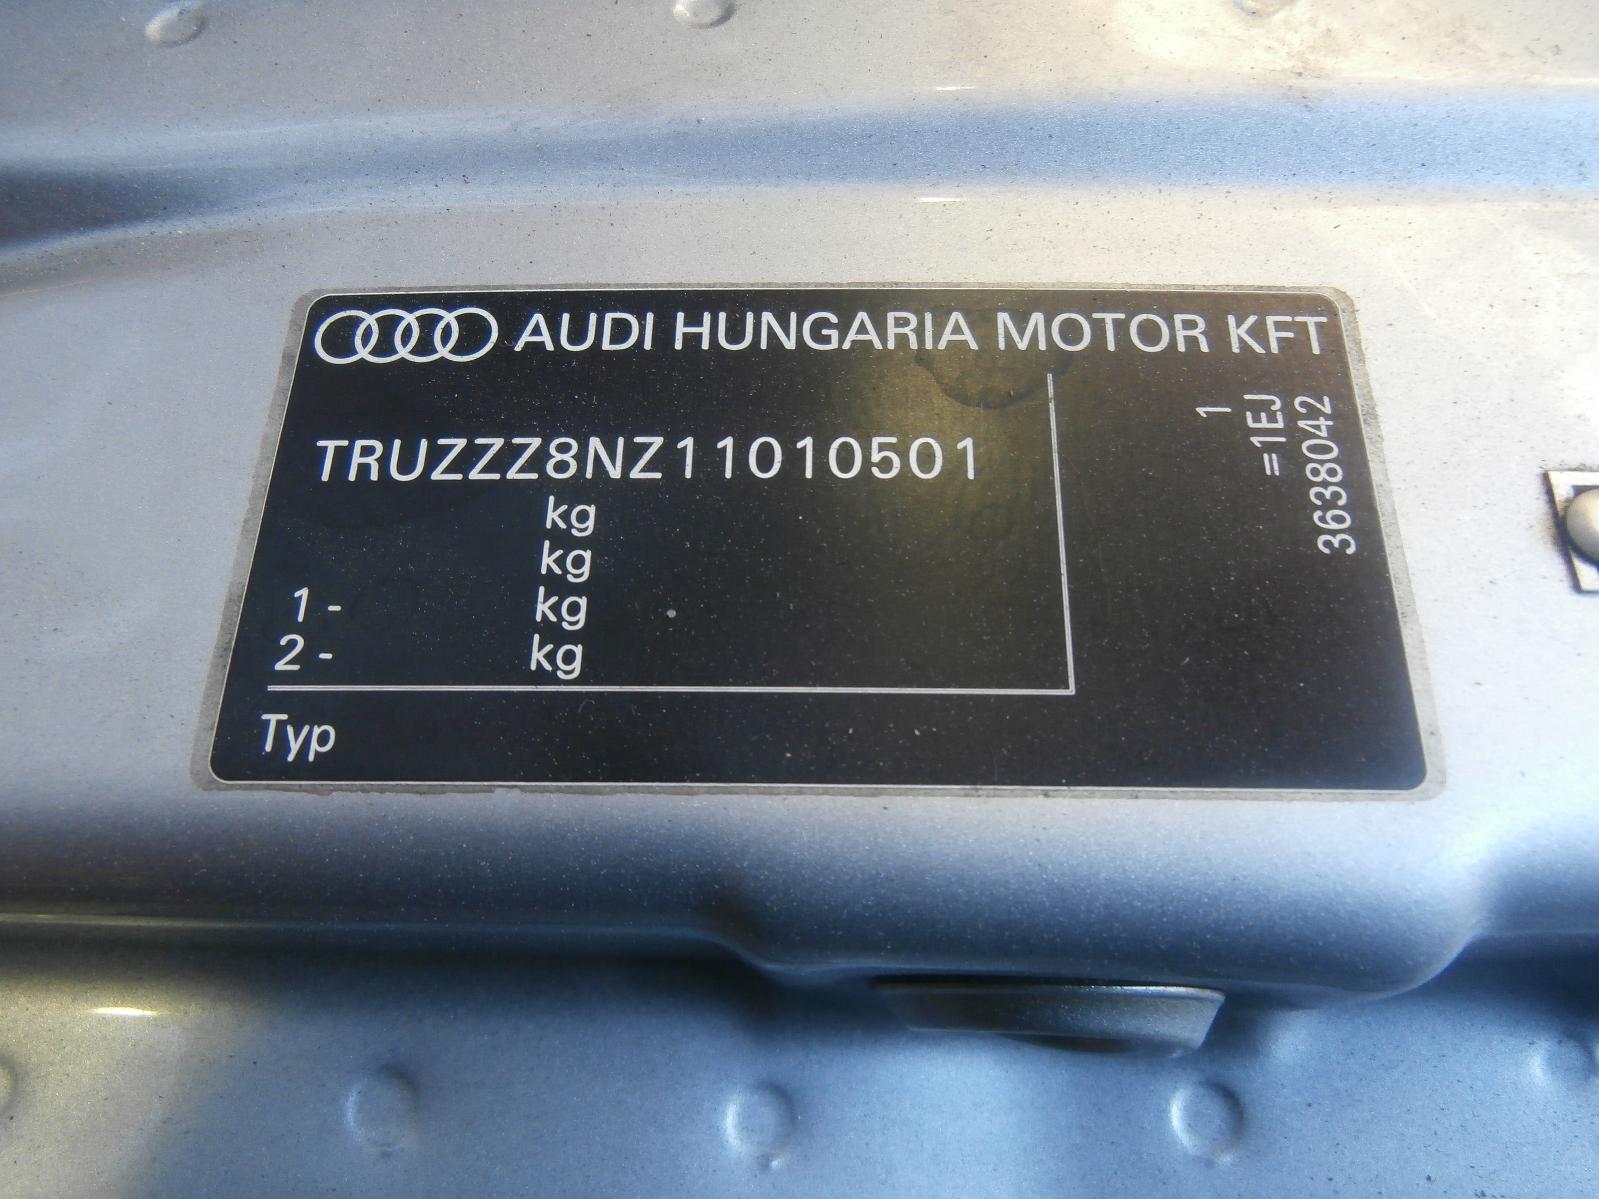 AUDI HUNGARIA MOTOR KFT
TRUZZZ8NZ11010501
kg
kg
1- kg
2- kg
Typ
1
=1EJ
3638042